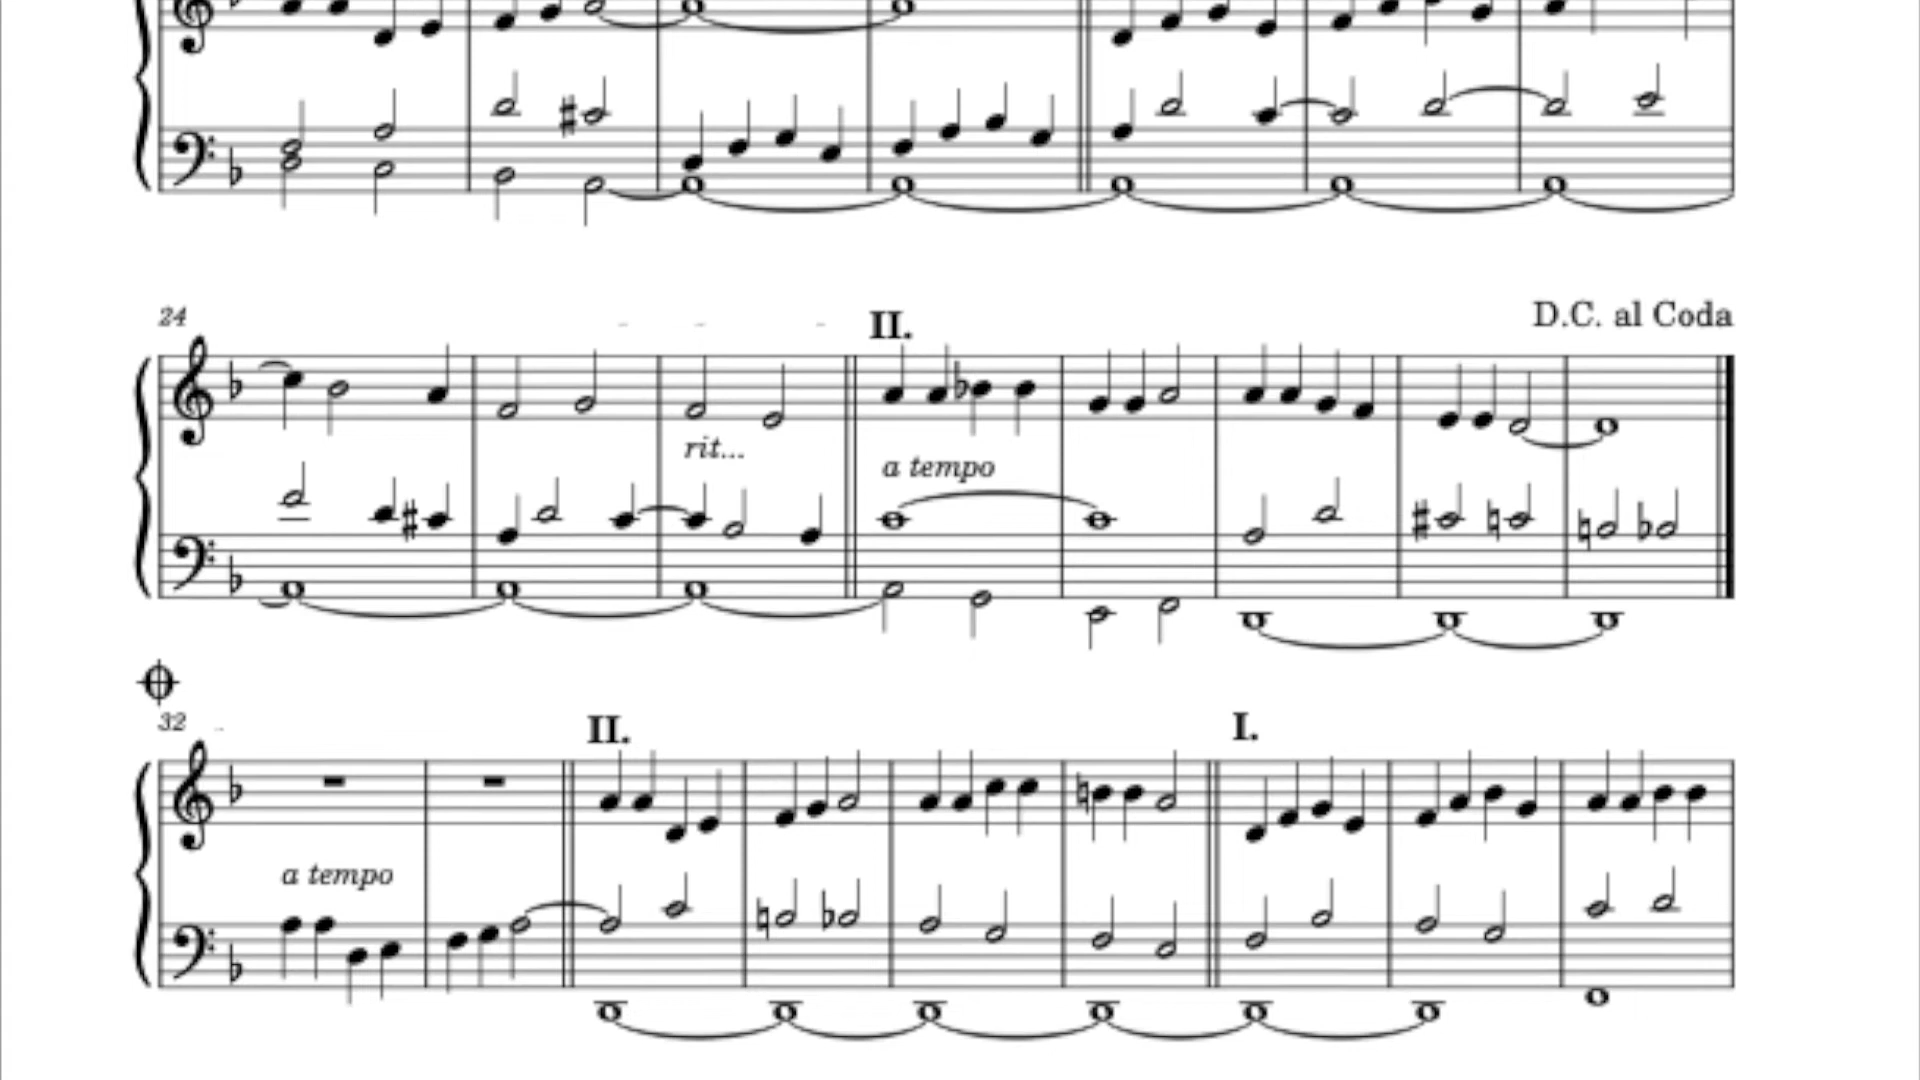 24
II.
D.C. al Coda
rit...
a tempo
32
II.
I.
a tempo